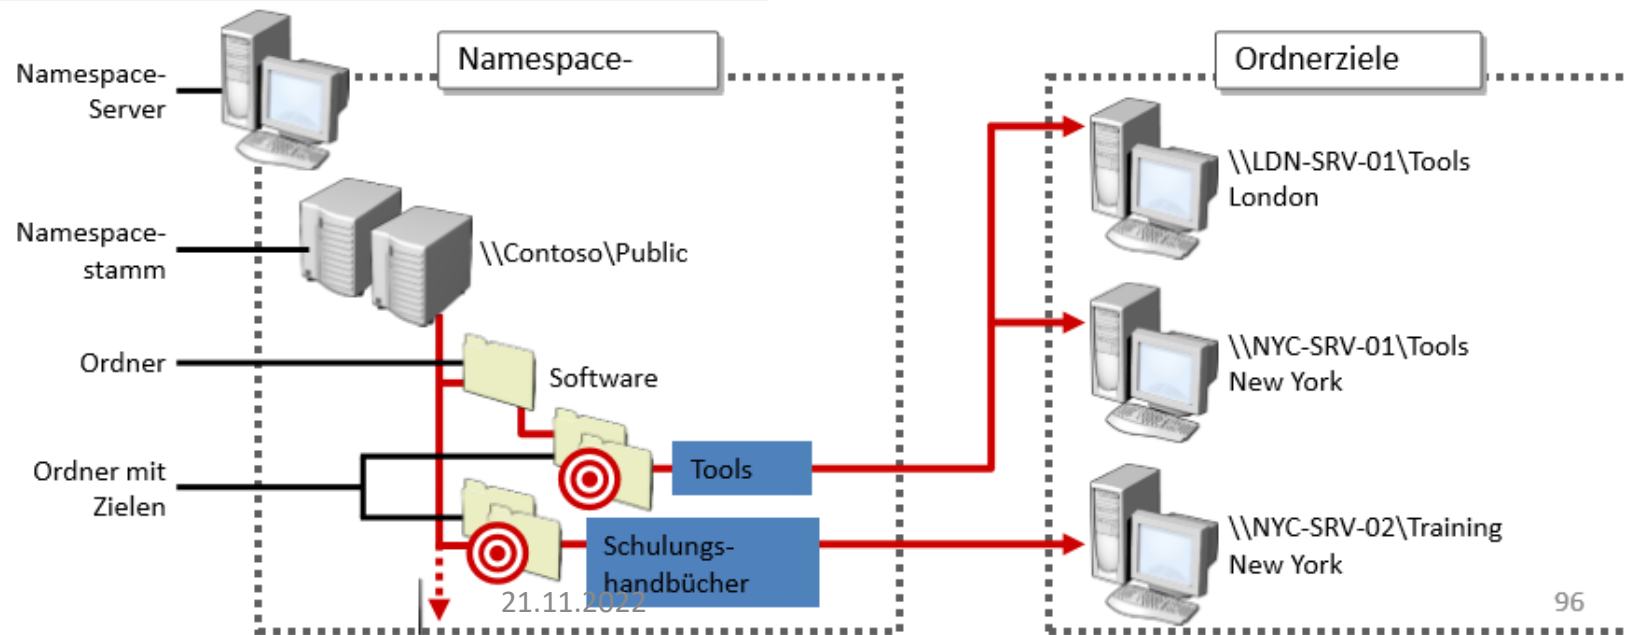 Namespace-
Ordnerziele
Namespace-
Server
\\LDN-SRV-01\Tools
London
Namespace-
stamm
\\Contoso\Public
\\NYC-SRV-01\Tools
New York
Ordner
Software
Ordner mit
Zielen
Tools
\\NYC-SRV-02\Training
New York
Schulungs-
handbücher
21.11.2022
96